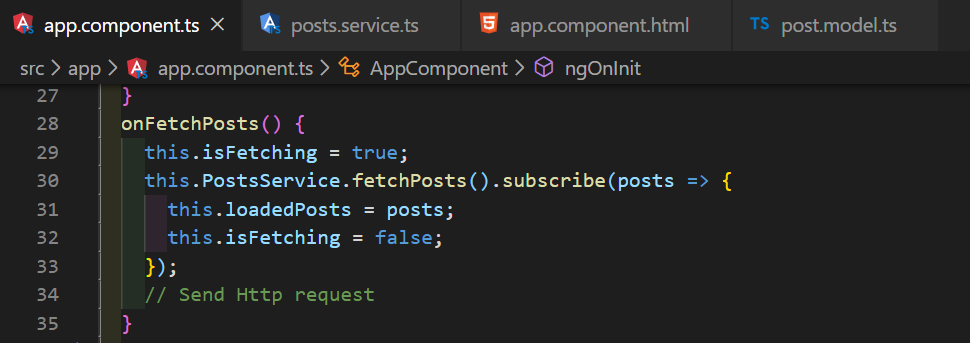 app.component.ts posts.service.ts app.component.html TS post.model.ts
src > app > app.component.ts > AppComponent > ngOnInit
27 }
28 onFetchPosts() {
29 this.isFetching = true;
30 this.PostsService.fetchPosts().subscribe(posts => {
31 this.loadedPosts = posts;
32 this.isFetching = false;
33 });
34 // Send Http request
35 }